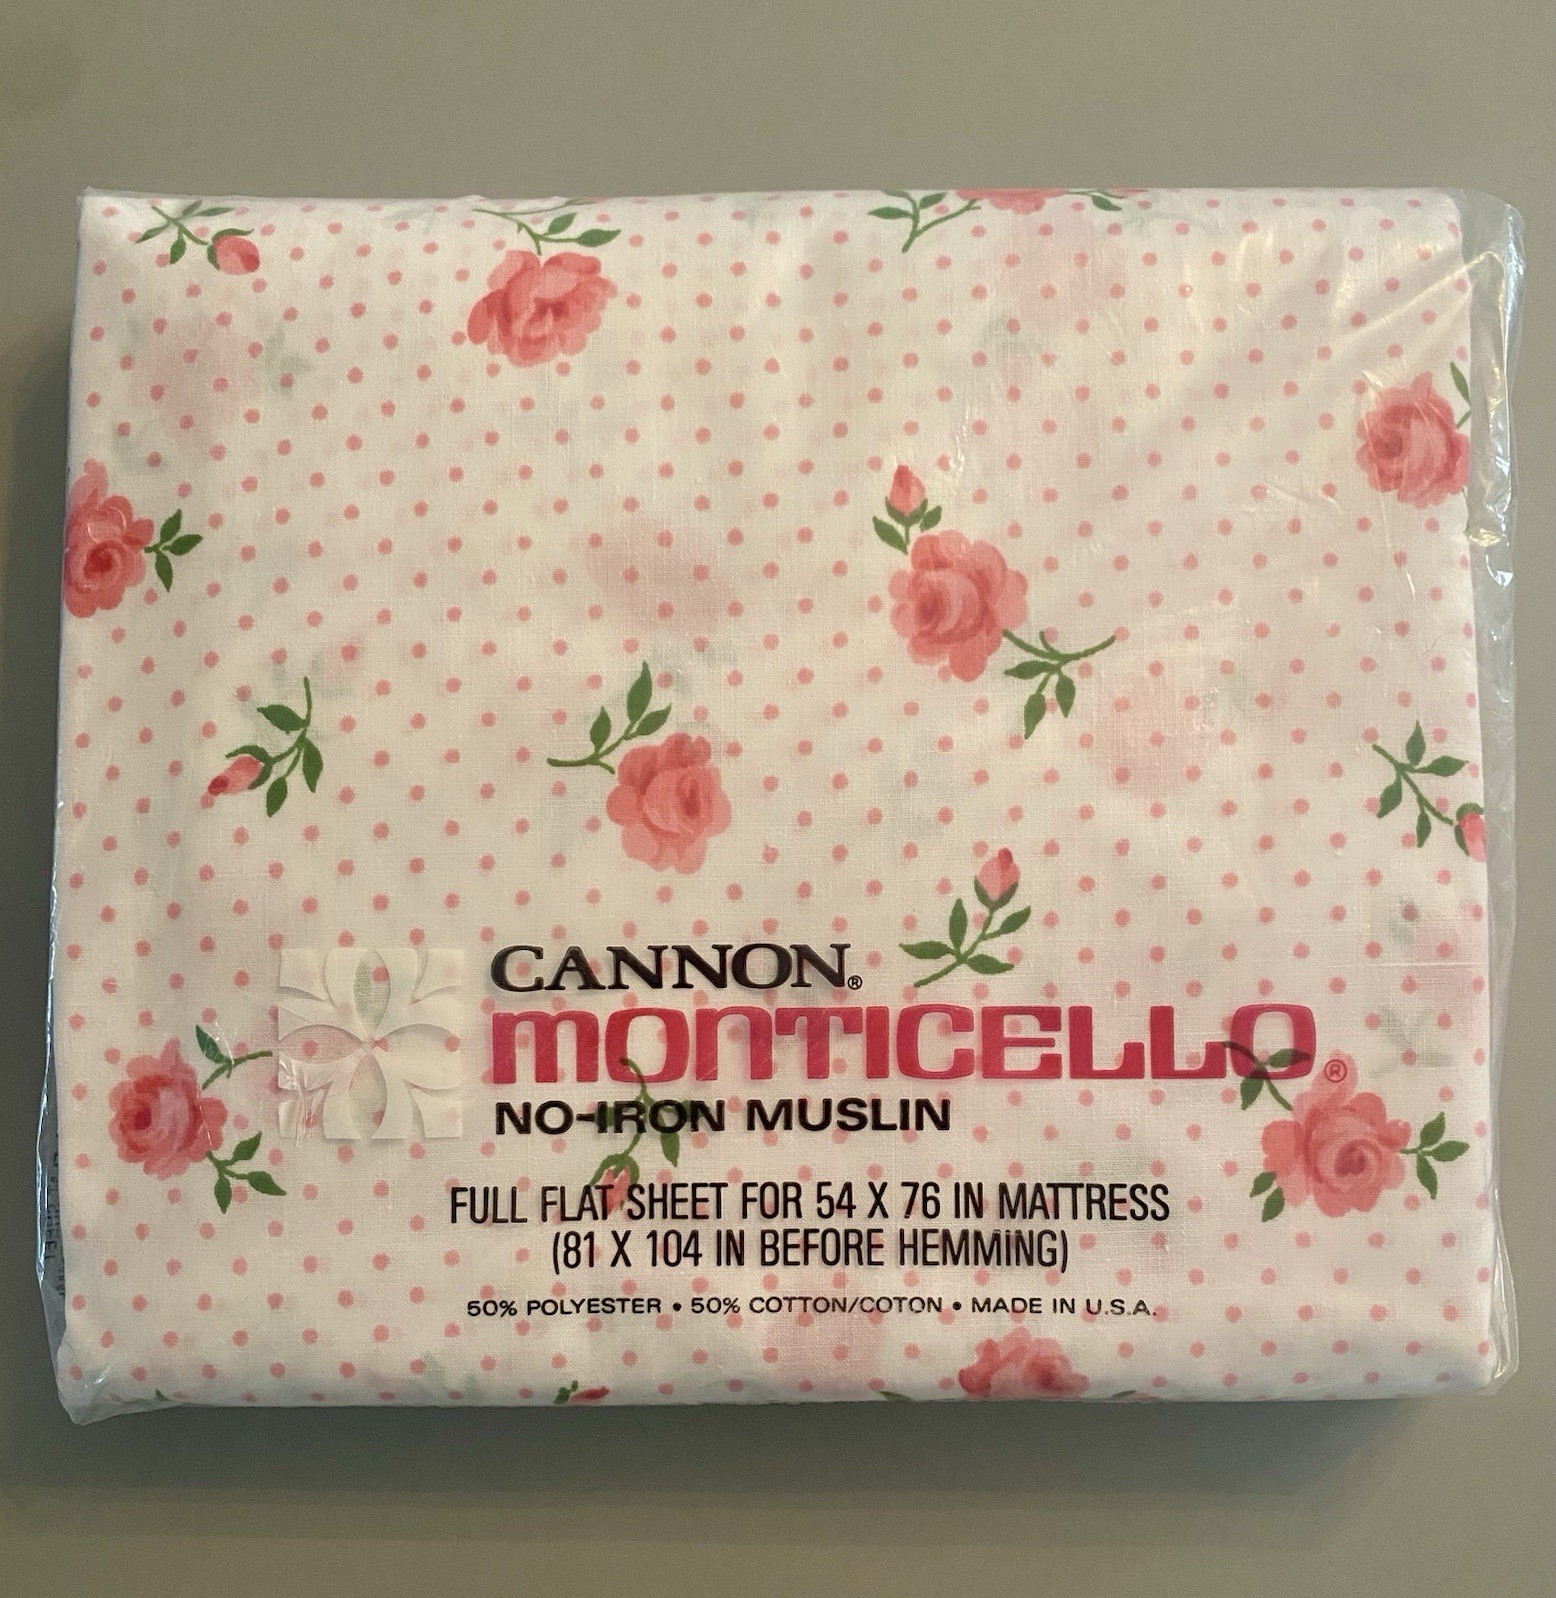 CANNON®
MONTICELLO®
NO-IRON MUSLIN
FULL FLAT SHEET FOR 54 X 76 IN MATTRESS
(81 X 104 IN BEFORE HEMMING)
50% POLYESTER • 50% COTTON/COTON • MADE IN U.S.A.